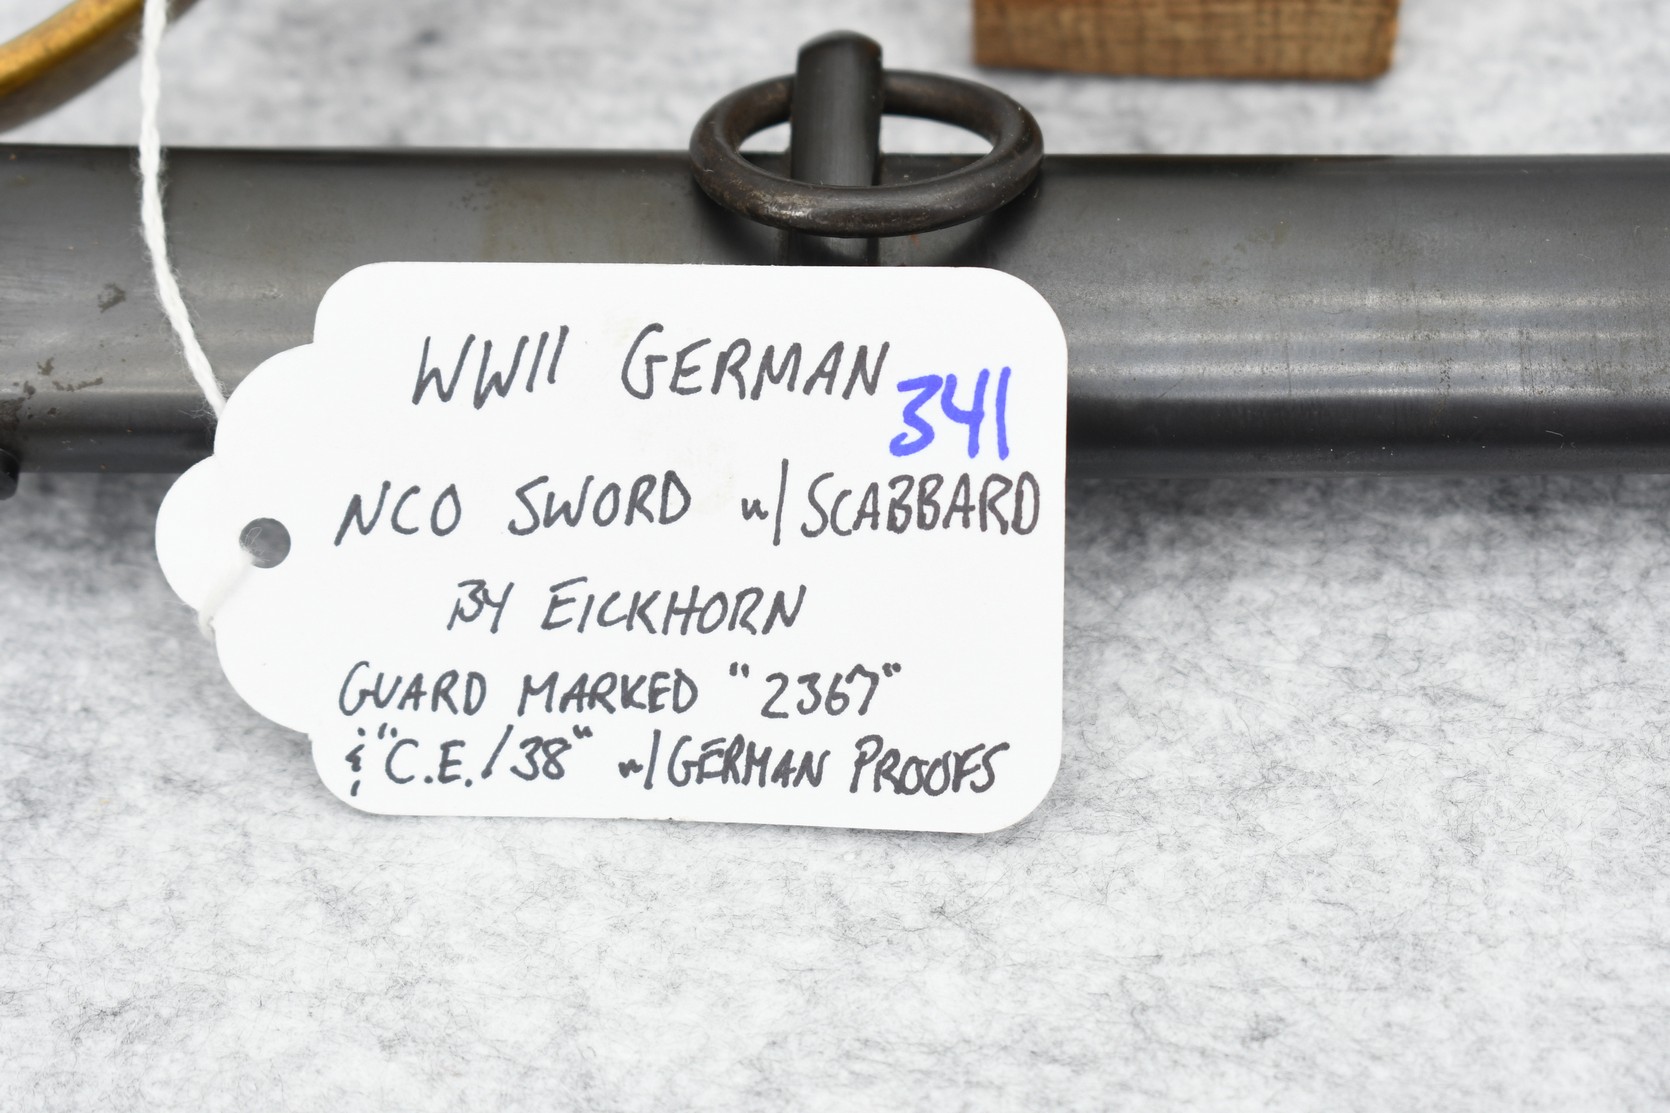 WWII GERMAN
341
NCO SWORD w/SCABBARD
BY EICKHORN
GUARD MARKED "2367"
& "C.E./38" w/GERMAN PROOFS